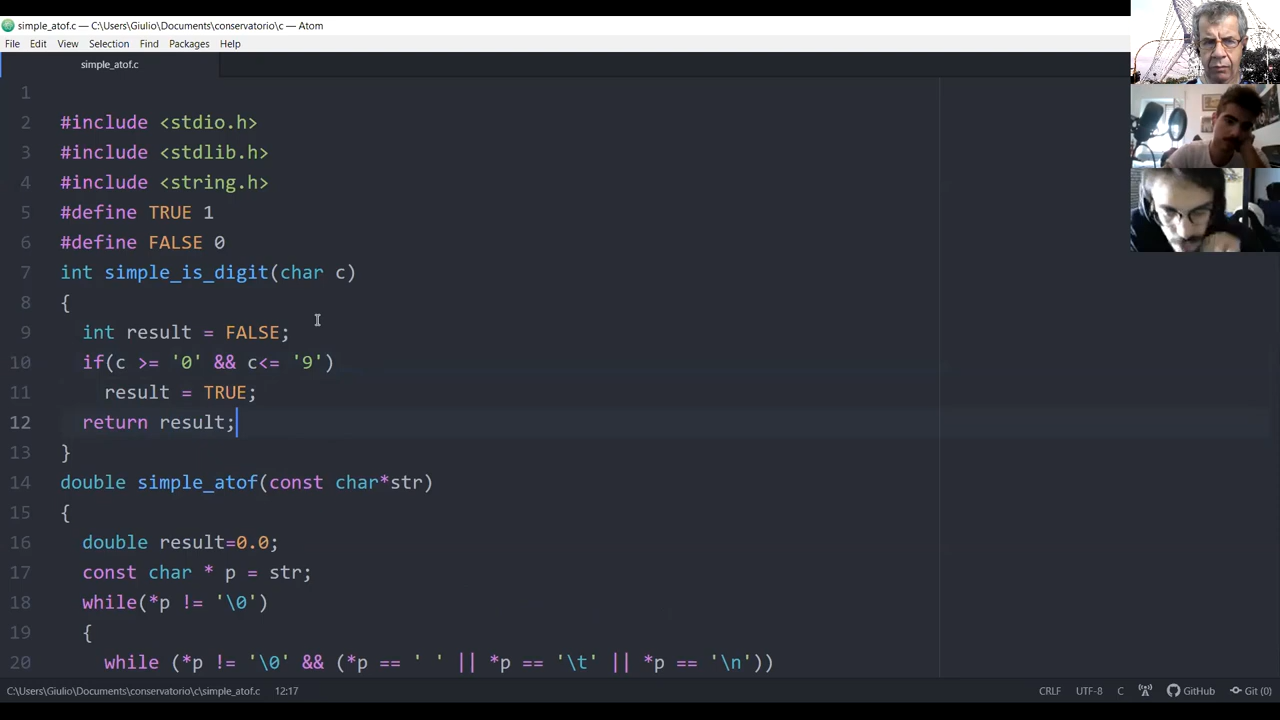 simple_atof.c — C:\Users\Giulio\Documents\conservatorio\c — Atom
File Edit View Selection Find Packages Help
simple_atof.c
1
2 #include <stdio.h>
3 #include <stdlib.h>
4 #include <string.h>
5 #define TRUE 1
6 #define FALSE 0
7 int simple_is_digit(char c)
8 {
9 int result = FALSE;
10 if(c >= '0' && c<= '9')
11 result = TRUE;
12 return result;
13 }
14 double simple_atof(const char*str)
15 {
16 double result=0.0;
17 const char * p = str;
18 while(*p != '\0')
19 {
20 while (*p != '\0' && (*p == ' ' || *p == '\t' || *p == '\n'))
C:\Users\Giulio\Documents\conservatorio\c\simple_atof.c 12:17 CRLF UTF-8 C GitHub Git (0)